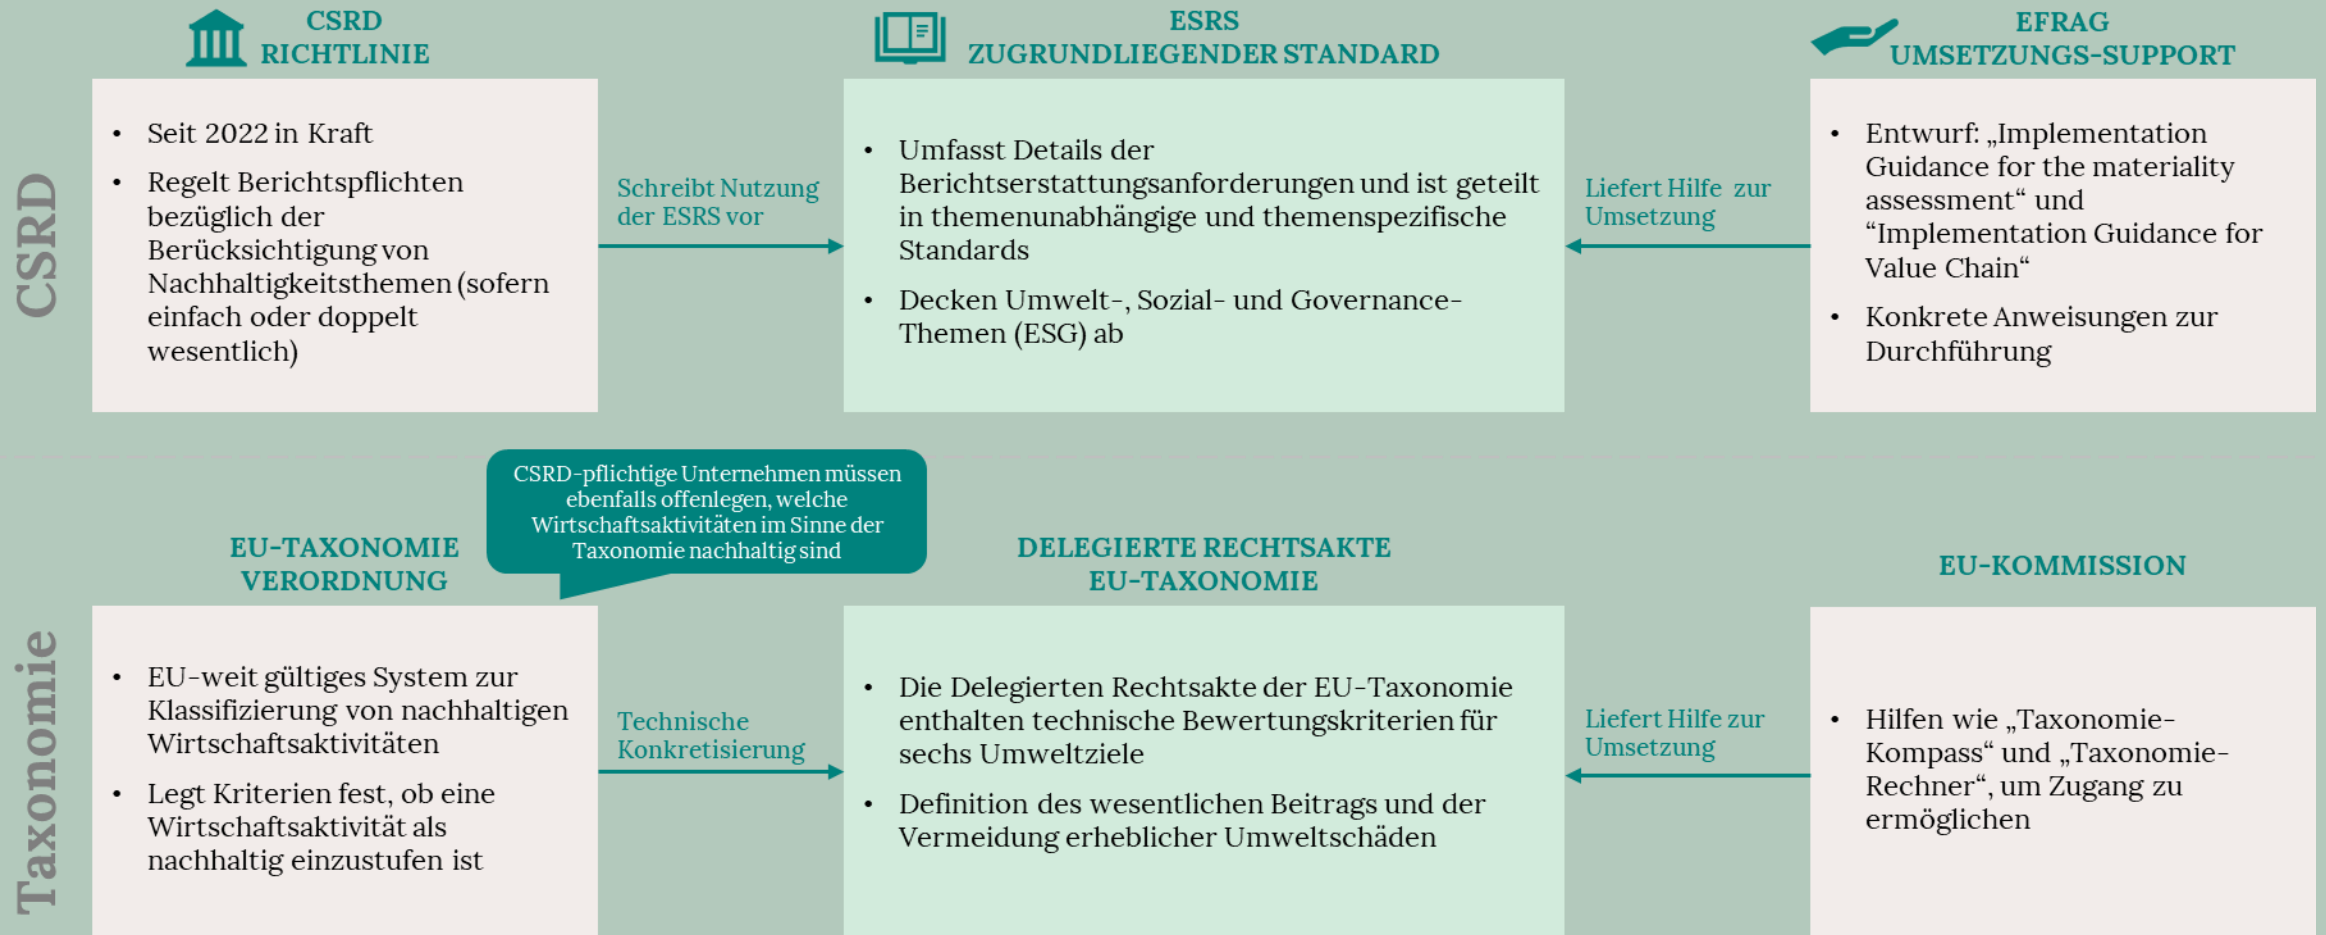 CSRD
RICHTLINIE
ESRS
ZUGRUNDLIEGENDER STANDARD
EFRAG
UMSETZUNGS-SUPPORT
CSRD
• Seit 2022 in Kraft
• Regelt Berichtspflichten
bezüglich der
Berücksichtigung von
Nachhaltigkeitsthemen (sofern
einfach oder doppelt
wesentlich)
Schreibt Nutzung
der ESRS vor
• Umfasst Details der
Berichtserstattungsanforderungen und ist geteilt
in themenunabhängige und themenspezifische
Standards
• Decken Umwelt-, Sozial- und Governance-
Themen (ESG) ab
Liefert Hilfe zur
Umsetzung
• Entwurf: „Implementation
Guidance for the materiality
assessment“ und
“Implementation Guidance for
Value Chain“
• Konkrete Anweisungen zur
Durchführung
CSRD-pflichtige Unternehmen müssen
ebenfalls offenlegen, welche
Wirtschaftsaktivitäten im Sinne der
Taxonomie nachhaltig sind
EU-TAXONOMIE
VERORDNUNG
DELEGIERTE RECHTSAKTE
EU-TAXONOMIE
EU-KOMMISSION
Taxonomie
• EU-weit gültiges System zur
Klassifizierung von nachhaltigen
Wirtschaftsaktivitäten
• Legt Kriterien fest, ob eine
Wirtschaftsaktivität als
nachhaltig einzustufen ist
Technische
Konkretisierung
• Die Delegierten Rechtsakte der EU-Taxonomie
enthalten technische Bewertungskriterien für
sechs Umweltziele
• Definition des wesentlichen Beitrags und der
Vermeidung erheblicher Umweltschäden
Liefert Hilfe zur
Umsetzung
• Hilfen wie „Taxonomie-
Kompass“ und „Taxonomie-
Rechner“, um Zugang zu
ermöglichen